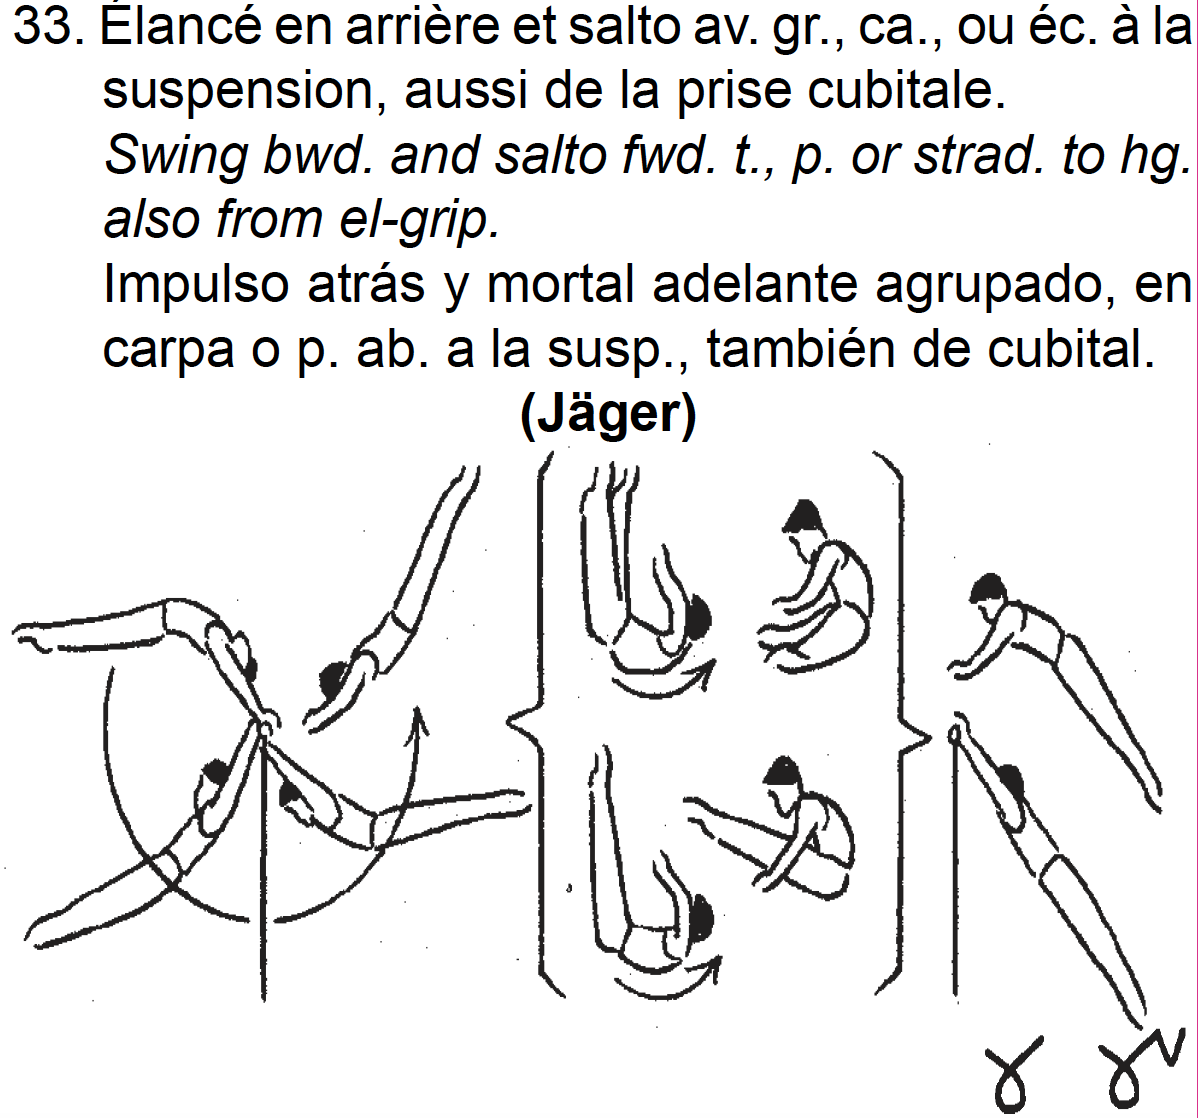 33. Élancé en arrière et salto av. gr., ca., ou éc. à la
suspension, aussi de la prise cubitale.
Swing bwd. and salto fwd. t., p. or strad. to hg.
also from el-grip.
Impulso atrás y mortal adelante agrupado, en
carpa o p. ab. a la susp., también de cubital.
(Jäger)